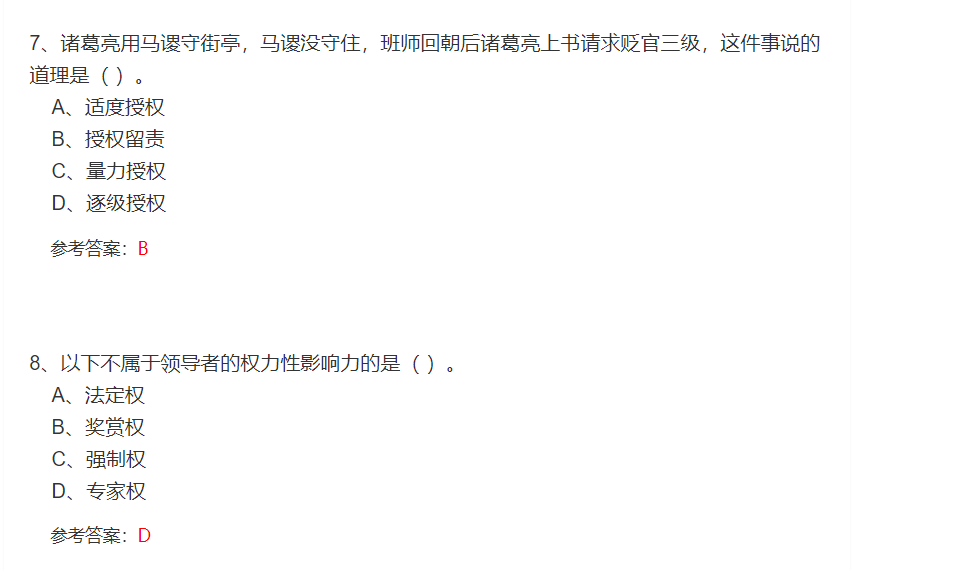 7、诸葛亮用马谡守街亭，马谡没守住，班师回朝后诸葛亮上书请求贬官三级，这件事说的
道理是（ ）。
A、适度授权
B、授权留责
C、量力授权
D、逐级授权
参考答案：B
8、以下不属于领导者的权力性影响力的是（ ）。
A、法定权
B、奖赏权
C、强制权
D、专家权
参考答案：D